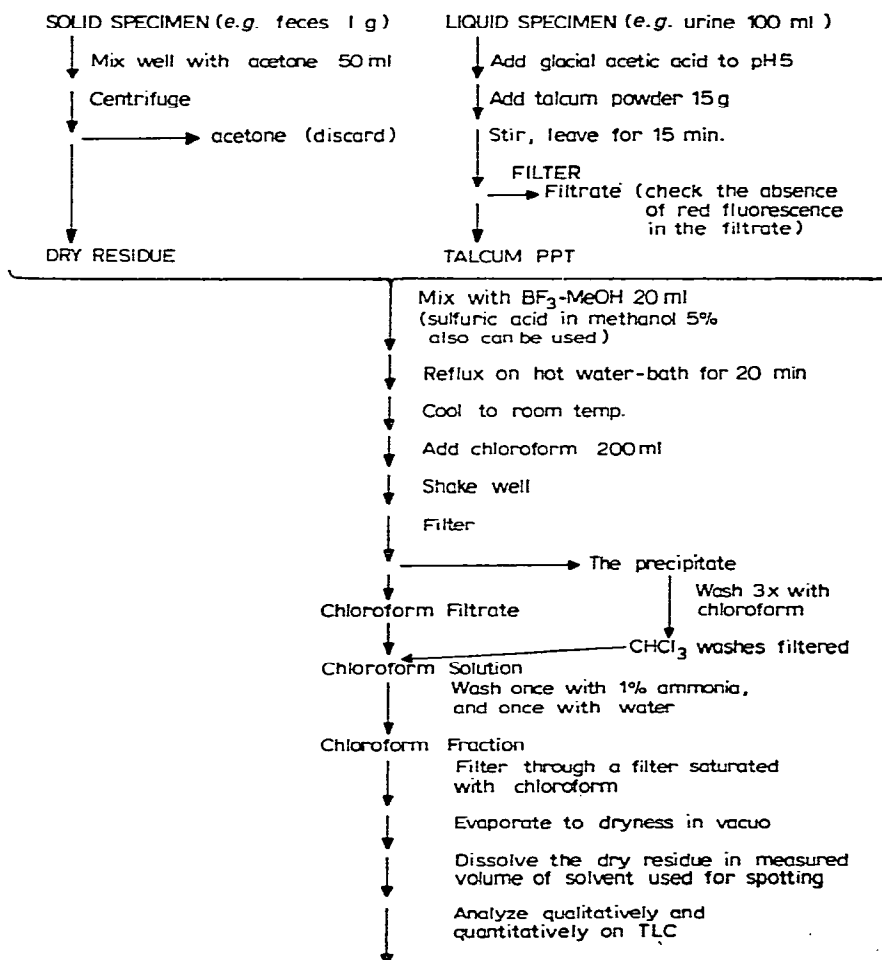 SOLID SPECIMEN (e.g. feces 1 g)
Mix well with acetone 50 ml
Centrifuge
acetone (discard)
DRY RESIDUE
LIQUID SPECIMEN (e.g. urine 100 ml)
Add glacial acetic acid to pH5
Add talcum powder 15 g
Stir, leave for 15 min.
FILTER
Filtrate (check the absence
of red fluorescence
in the filtrate)
TALCUM PPT
Mix with BF₃-MeOH 20 ml
(sulfuric acid in methanol 5%
also can be used)
Reflux on hot water-bath for 20 min
Cool to room temp.
Add chloroform 200 ml
Shake well
Filter
The precipitate
Wash 3x with
chloroform
Chloroform Filtrate
CHCl₃ washes filtered
Chloroform Solution
Wash once with 1% ammonia,
and once with water
Chloroform Fraction
Filter through a filter saturated
with chloroform
Evaporate to dryness in vacuo
Dissolve the dry residue in measured
volume of solvent used for spotting
Analyze qualitatively and
quantitatively on TLC